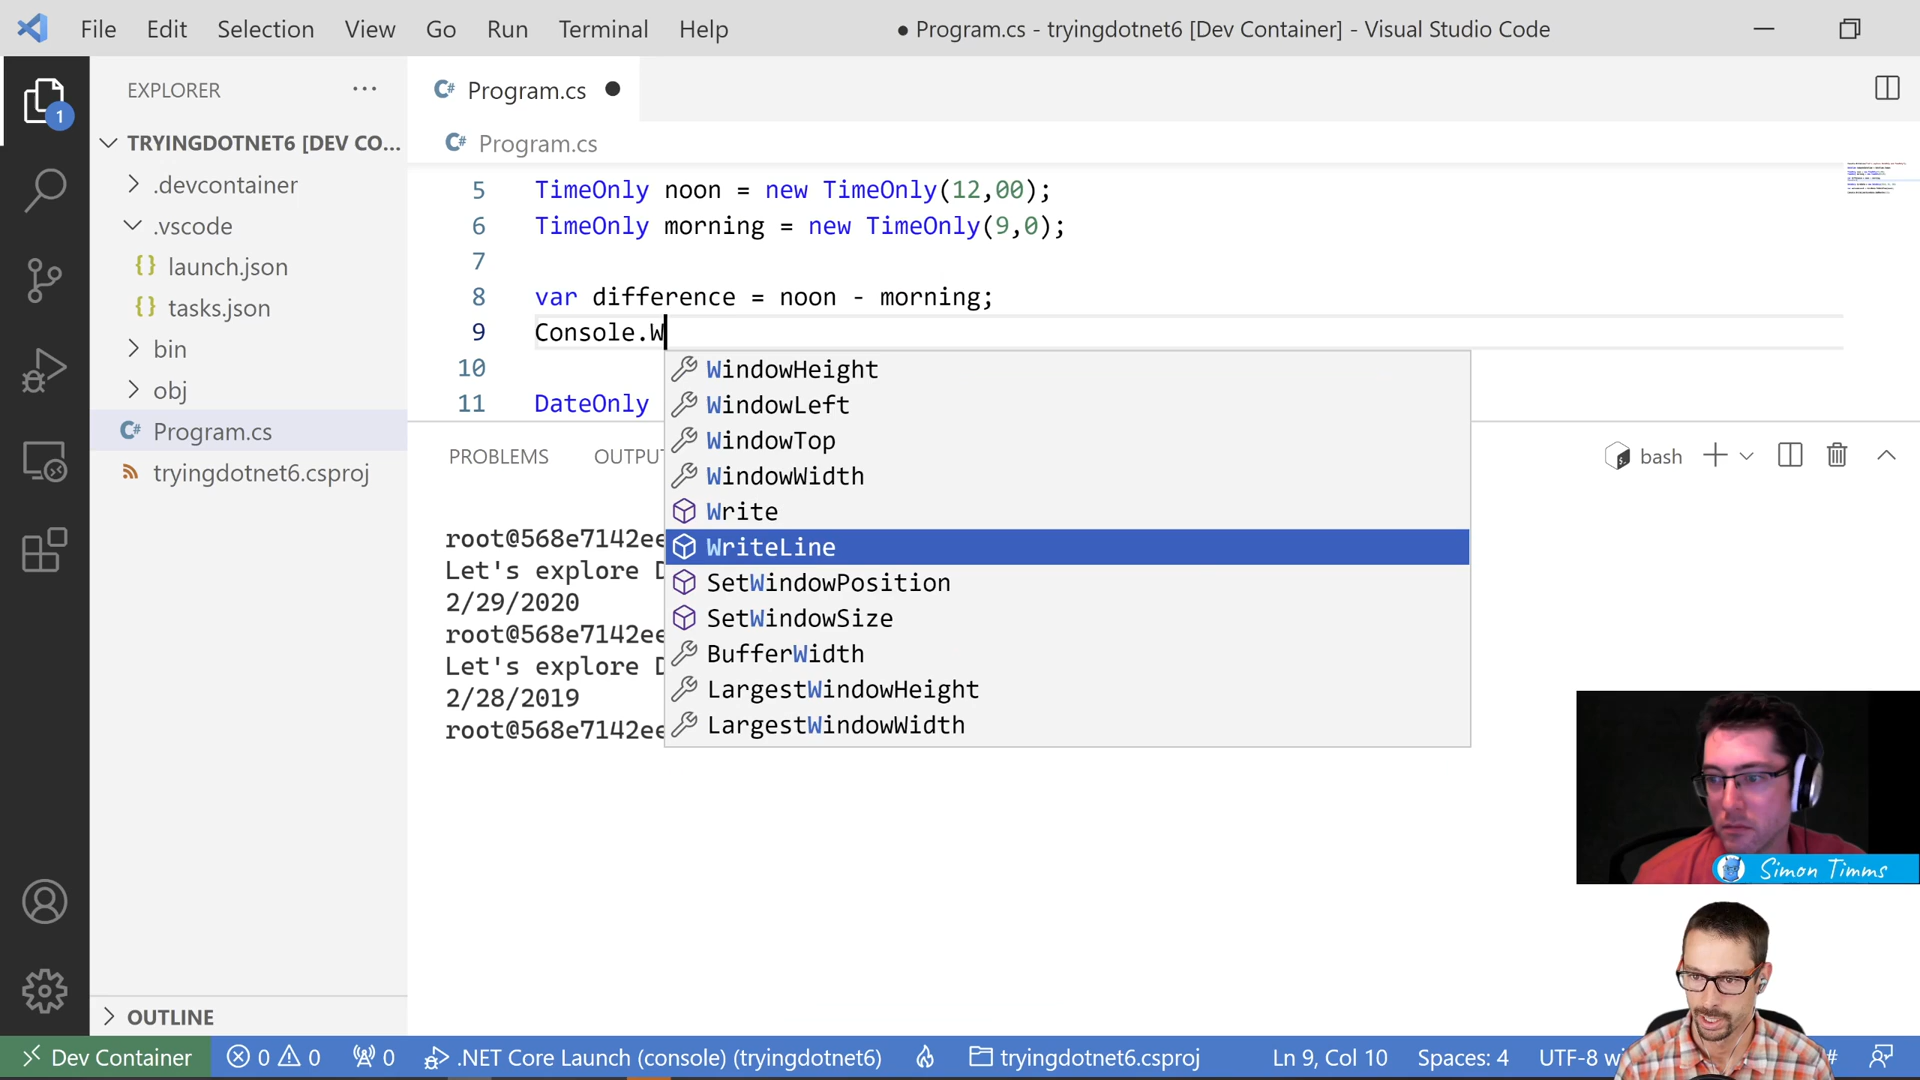 File Edit Selection View Go Run Terminal Help
● Program.cs - tryingdotnet6 [Dev Container] - Visual Studio Code
EXPLORER
TRYINGDOTNET6 [DEV CO...
.devcontainer
.vscode
launch.json
tasks.json
bin
obj
Program.cs
tryingdotnet6.csproj
OUTLINE
1
Program.cs
Program.cs
5 TimeOnly noon = new TimeOnly(12,00);
6 TimeOnly morning = new TimeOnly(9,0);
7
8 var difference = noon - morning;
9 Console.W
10
11 DateOnly
WindowHeight
WindowLeft
WindowTop
WindowWidth
Write
WriteLine
SetWindowPosition
SetWindowSize
BufferWidth
LargestWindowHeight
LargestWindowWidth
PROBLEMS OUTPUT
bash
root@568e7142ee
Let's explore D
2/29/2020
root@568e7142ee
Let's explore D
2/28/2019
root@568e7142ee
Simon Timms
Dev Container 0 0 0 .NET Core Launch (console) (tryingdotnet6) tryingdotnet6.csproj Ln 9, Col 10 Spaces: 4 UTF-8 wi